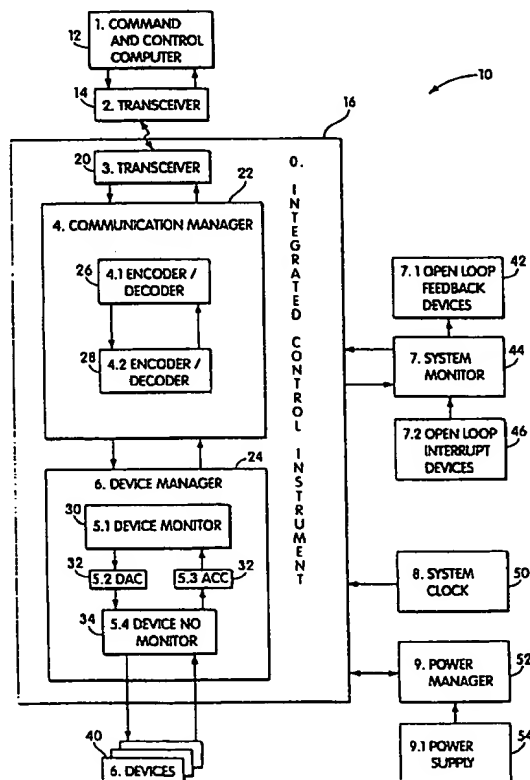 12
1. COMMAND
AND CONTROL
COMPUTER
10
14
2. TRANSCEIVER
16
20
3. TRANSCEIVER
22
0. INTEGRATED CONTROL INSTRUMENT
4. COMMUNICATION MANAGER
26
4.1 ENCODER /
DECODER
28
4.2 ENCODER /
DECODER
7.1 OPEN LOOP
FEEDBACK
DEVICES
42
7. SYSTEM
MONITOR
44
7.2 OPEN LOOP
INTERRUPT
DEVICES
46
24
6. DEVICE MANAGER
30
5.1 DEVICE MONITOR
32
5.2 DAC
5.3 ACC
32
34
5.4 DEVICE NO
MONITOR
8. SYSTEM
CLOCK
50
9. POWER
MANAGER
52
9.1 POWER
SUPPLY
54
40
6. DEVICES